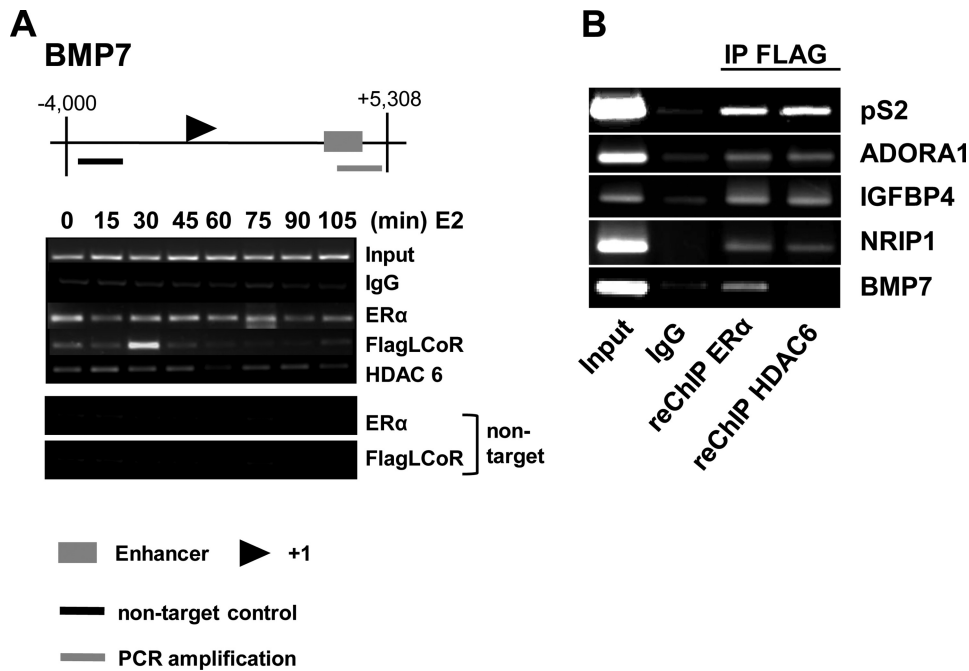 A
BMP7
-4,000
+5,308
0 15 30 45 60 75 90 105 (min) E2
Input
IgG
ERα
FlagLCoR
HDAC 6
ERα
FlagLCoR
non-
target
Enhancer
+1
non-target control
PCR amplification
B
IP FLAG
pS2
ADORA1
IGFBP4
NRIP1
BMP7
Input
IgG
reChIP ERα
reChIP HDAC6